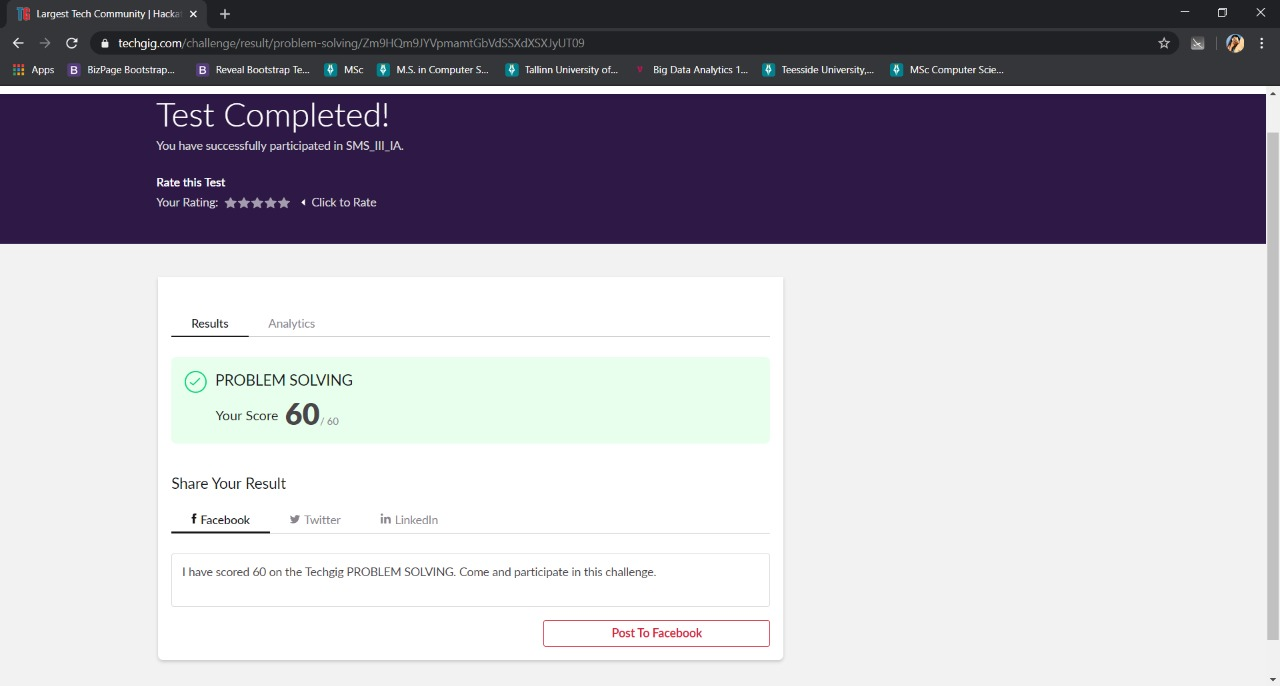 Largest Tech Community | Hacka
techgig.com/challenge/result/problem-solving/Zm9HQm9JYVpmamtGbVdSSXdXSXJyUT09
Apps BizPage Bootstrap... Reveal Bootstrap Te... MSc M.S. in Computer S... Tallinn University of... Big Data Analytics 1... Teesside University,... MSc Computer Scie...
Test Completed!
You have successfully participated in SMS_III_IA.
Rate this Test
Your Rating: Click to Rate
Results Analytics
PROBLEM SOLVING
Your Score 60 / 60
Share Your Result
Facebook Twitter LinkedIn
I have scored 60 on the Techgig PROBLEM SOLVING. Come and participate in this challenge.
Post To Facebook